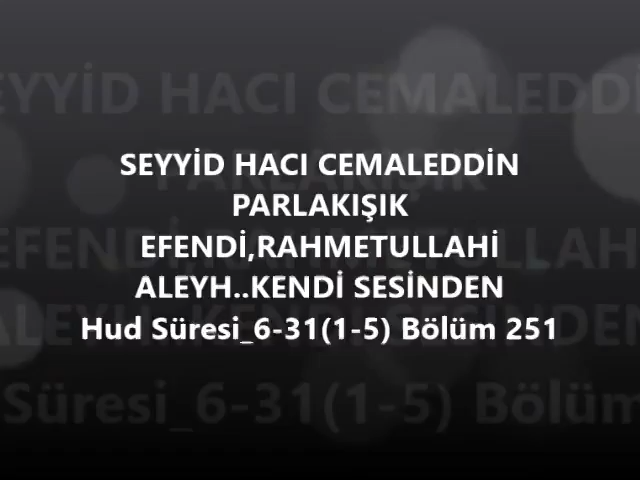 SEYYİD HACI CEMALEDDİN
PARLAKIŞIK
EFENDİ,RAHMETULLAHİ
ALEYH..KENDİ SESİNDEN
Hud Süresi_6-31(1-5) Bölüm 251